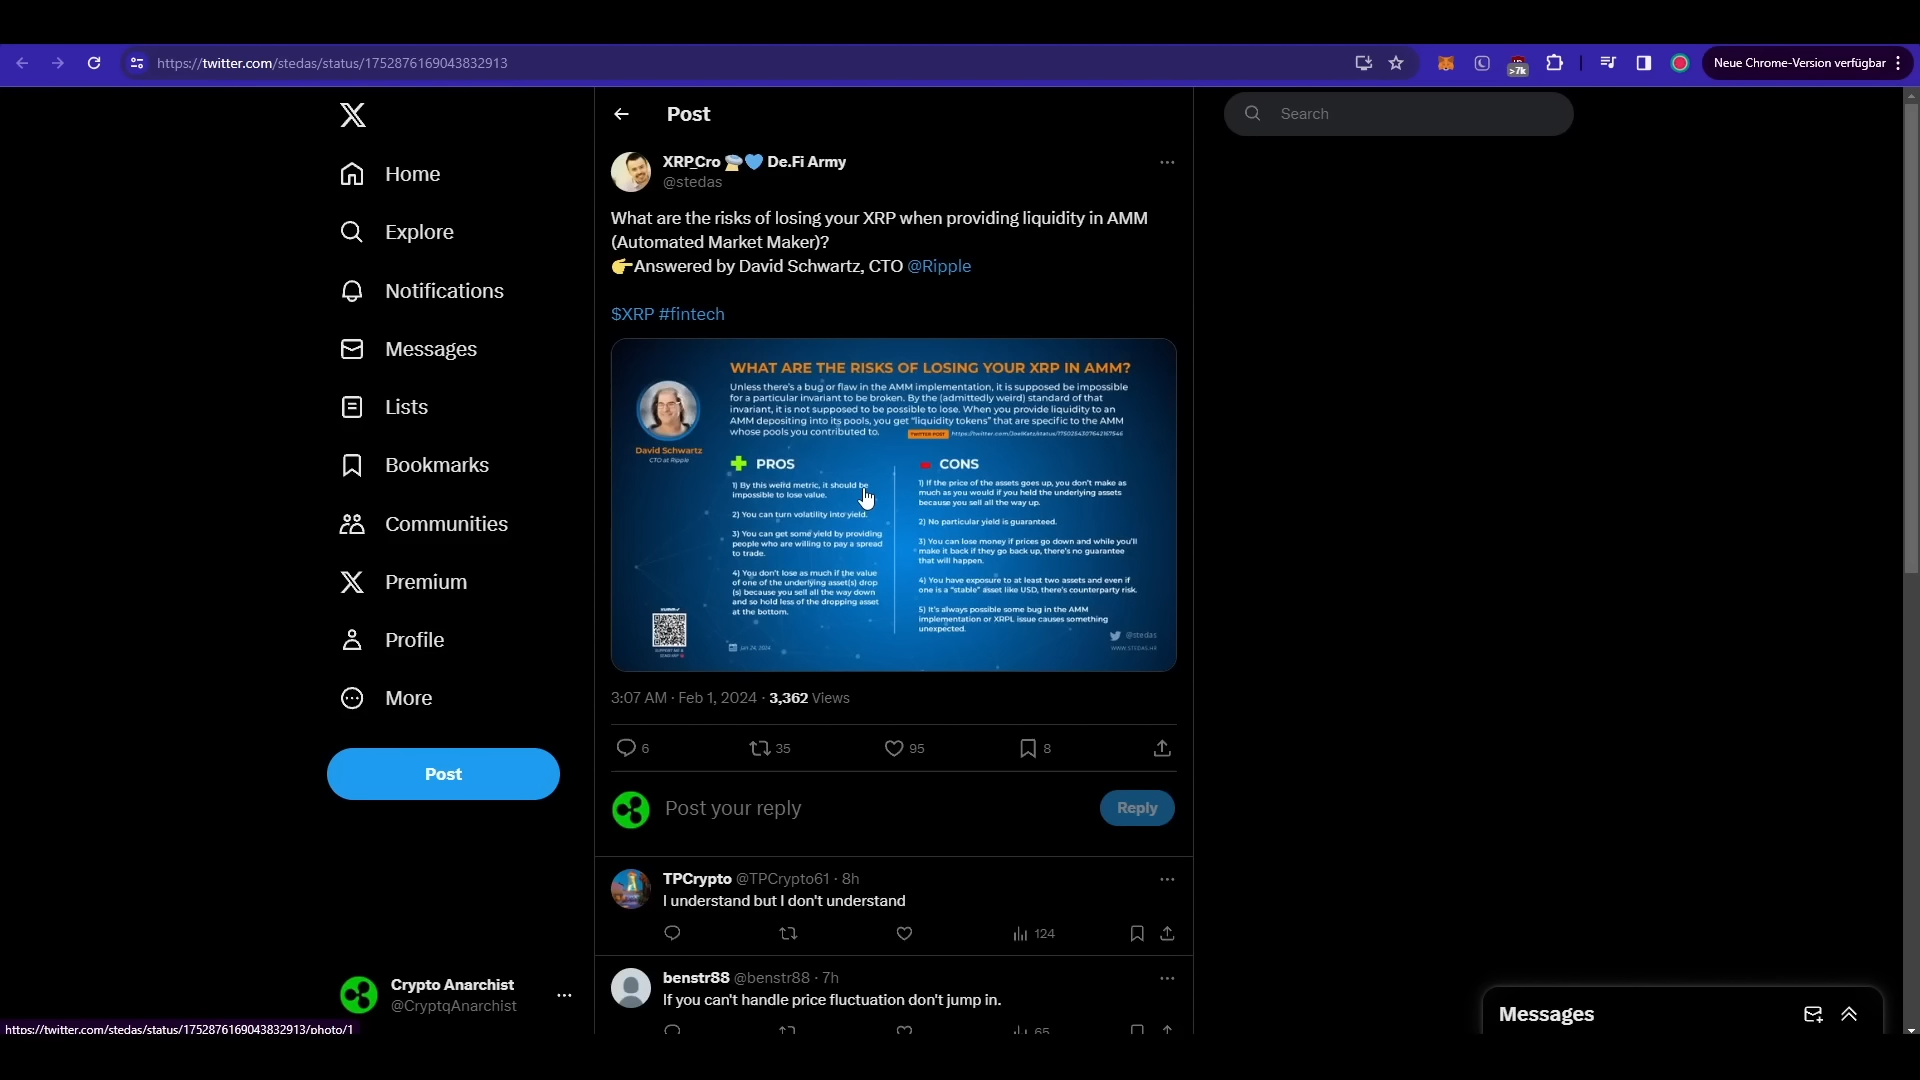 https://twitter.com/stedas/status/1752876169043832913
>7k
Neue Chrome-Version verfügbar
Home
Explore
Notifications
Messages
Lists
Bookmarks
Communities
Premium
Profile
More
Post
Crypto Anarchist
@CryptqAnarchist
https://twitter.com/stedas/status/1752876169043832913/photo/1
Post
XRP_Cro De.Fi Army
@stedas
What are the risks of losing your XRP when providing liquidity in AMM
(Automated Market Maker)?
👉Answered by David Schwartz, CTO @Ripple
$XRP #fintech
WHAT ARE THE RISKS OF LOSING YOUR XRP IN AMM?
Unless there's a bug or flaw in the AMM implementation, it is supposed be impossible
for a particular invariant to be broken. By the (admittedly weird) standard of that
invariant, it is not supposed to be possible to lose. When you provide liquidity to an
AMM depositing into its pools, you get "liquidity tokens" that are specific to the AMM
whose pools you contributed to.
TWITTER POST
David Schwartz
CTO at Ripple
PROS
1) By this weird metric, it should be
impossible to lose value.
2) You can turn volatility into yield.
3) You can get some yield by providing
people who are willing to pay a spread
to trade.
4) You don't lose as much if the value
of one of the underlying asset(s) drop
(s) because you sell all the way down
and so hold less of the dropping asset
at the bottom.
CONS
1) If the price of the assets goes up, you don't make as
much as you would if you held the underlying assets
because you sell all the way up.
2) No particular yield is guaranteed.
3) You can lose money if prices go down and while you'll
make it back if they go back up, there's no guarantee
that will happen.
4) You have exposure to at least two assets and even if
one is a "stable" asset like USD, there's counterparty risk.
5) It's always possible some bug in the AMM
implementation or XRPL issue causes something
unexpected.
Jan 24, 2024
@stedas
WWW.STEDAS.HR
3:07 AM · Feb 1, 2024 · 3,362 Views
6
35
95
8
Post your reply
Reply
TPCrypto @TPCrypto61 · 8h
I understand but I don't understand
124
benstr88 @benstr88 · 7h
If you can't handle price fluctuation don't jump in.
65
Search
Messages